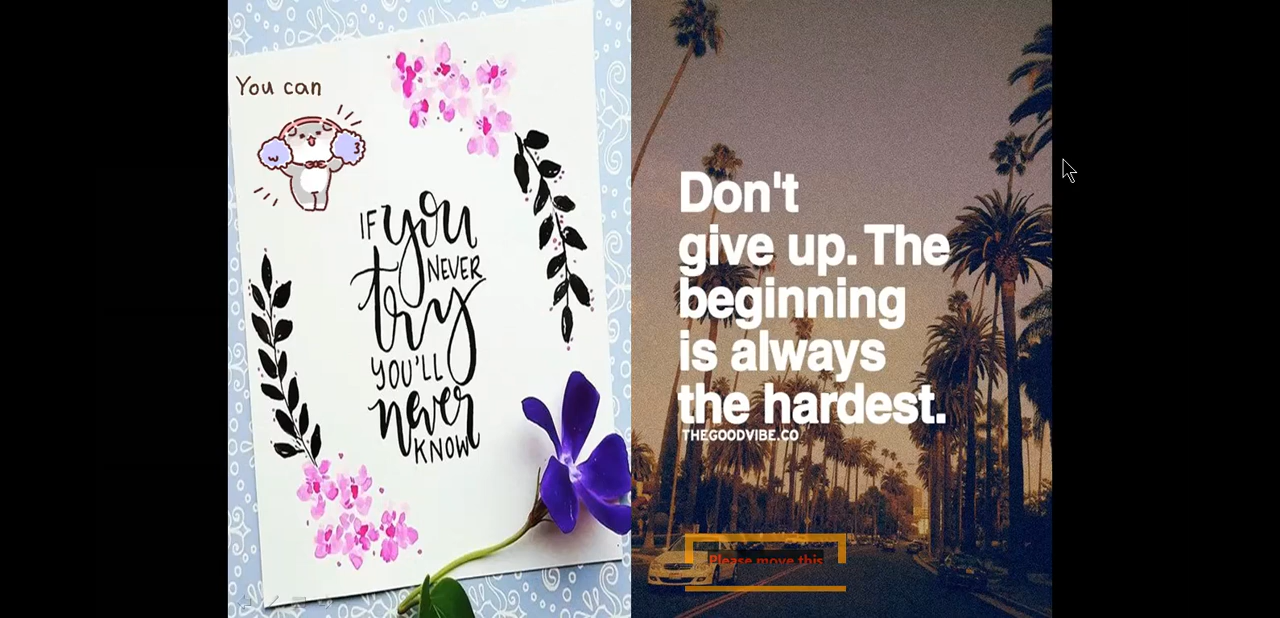 You can
IF you
NEVER
try
YOU'LL
never
KNOW
Don't
give up. The
beginning
is always
the hardest.
THEGOODVIBE.CO
Please move this